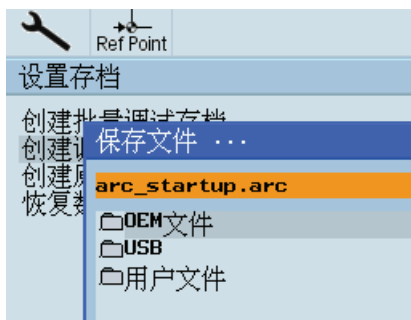 Ref Point
设置存档
创建批量调试存档
创建
保存文件 ...
创建
arc_startup.arc
恢复
OEM文件
USB
用户文件